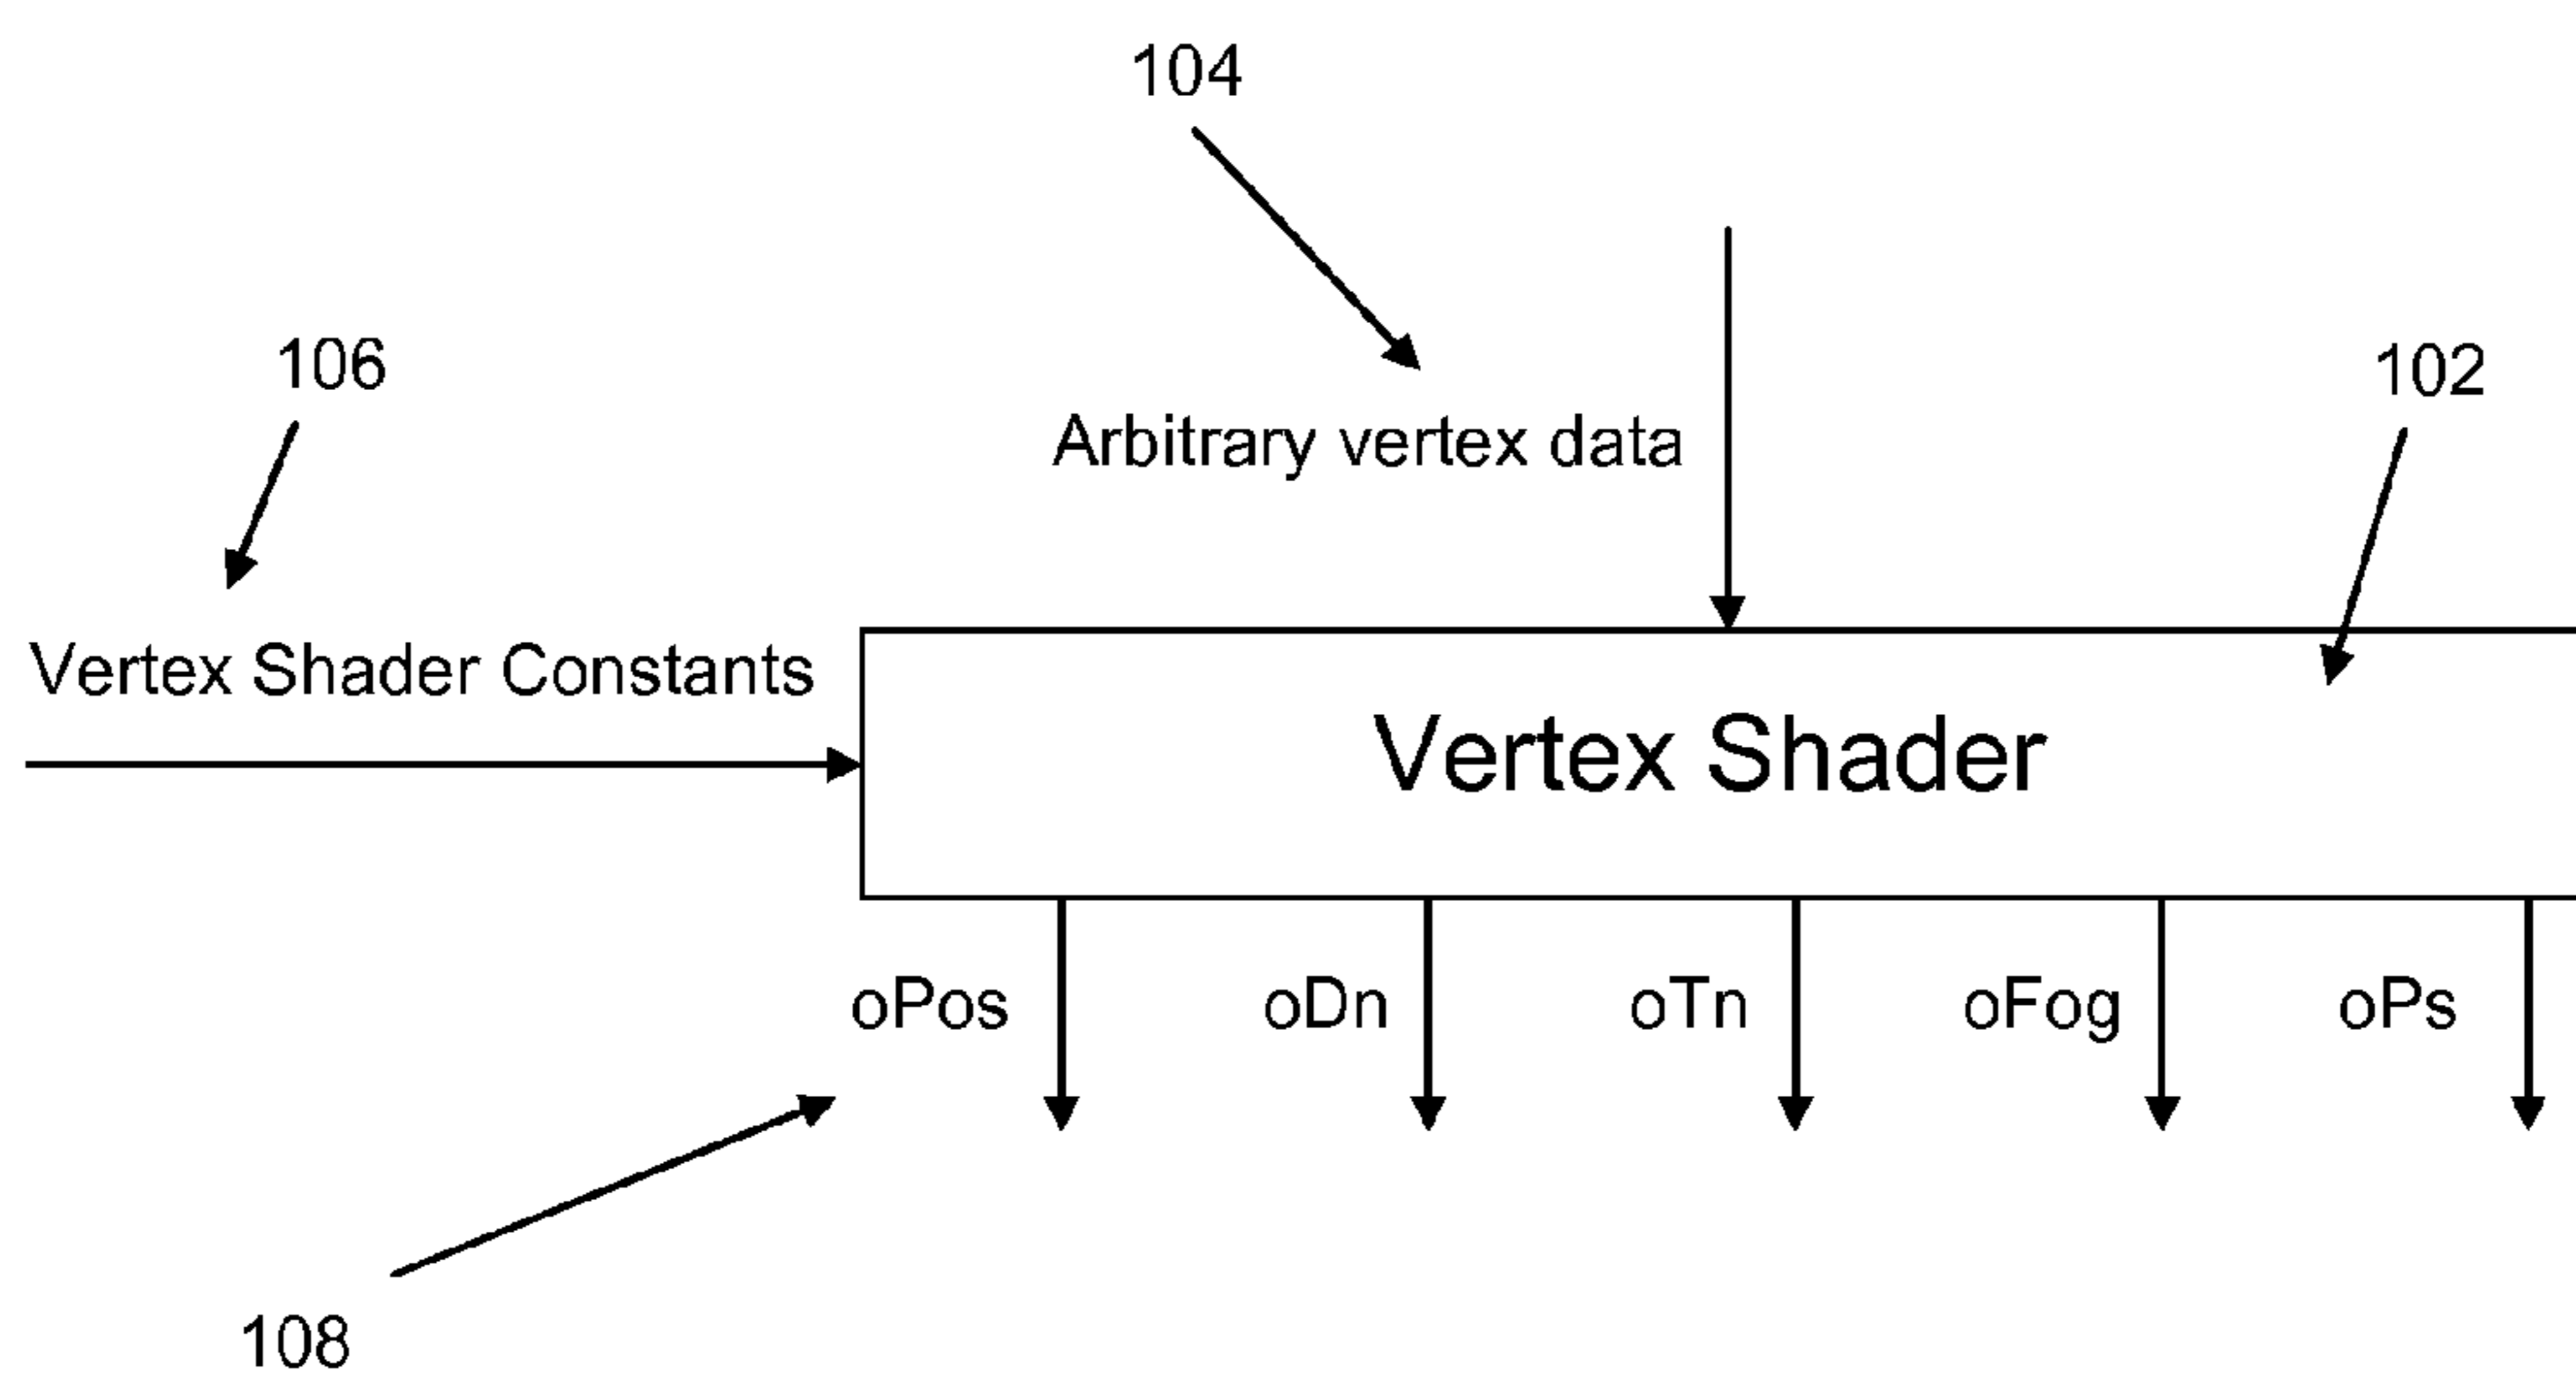 104
106
102
Arbitrary vertex data
Vertex Shader Constants
Vertex Shader
oPos oDn oTn oFog oPs
108